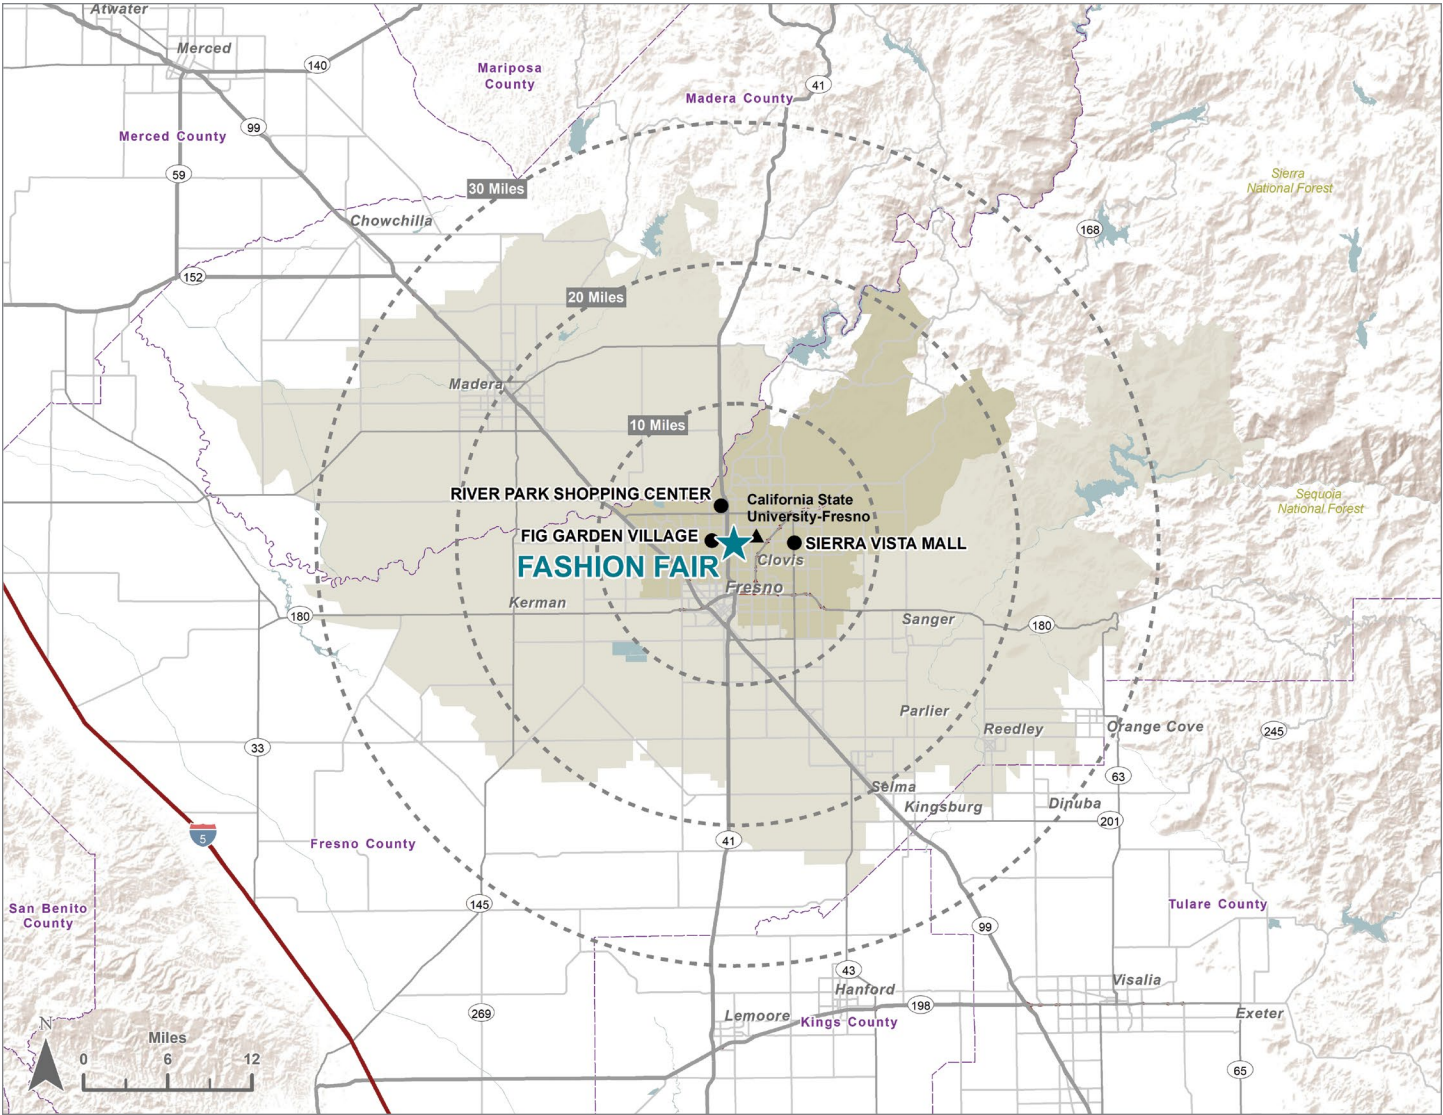 Atwater
Merced
140
Mariposa
County
Madera County
41
Merced County
99
59
30 Miles
Sierra
National Forest
Chowchilla
168
152
20 Miles
Madera
10 Miles
RIVER PARK SHOPPING CENTER
California State
University-Fresno
Sequoia
National Forest
FIG GARDEN VILLAGE
SIERRA VISTA MALL
FASHION FAIR
Clovis
Fresno
Kerman
180
Sanger
180
Parlier
Reedley
Orange Cove
245
33
63
Selma
Kingsburg
Dinuba
201
5
Fresno County
41
145
San Benito
County
Tulare County
99
43
Hanford
Visalia
198
269
Lemoore
Kings County
Exeter
N
Miles
0 6 12
65